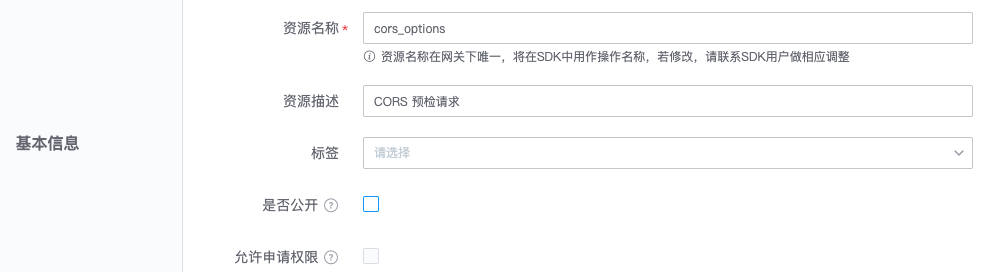 资源名称 *
cors_options
资源名称在网关下唯一，将在SDK中用作操作名称，若修改，请联系SDK用户做相应调整
资源描述
CORS 预检请求
基本信息
标签
请选择
是否公开
允许申请权限